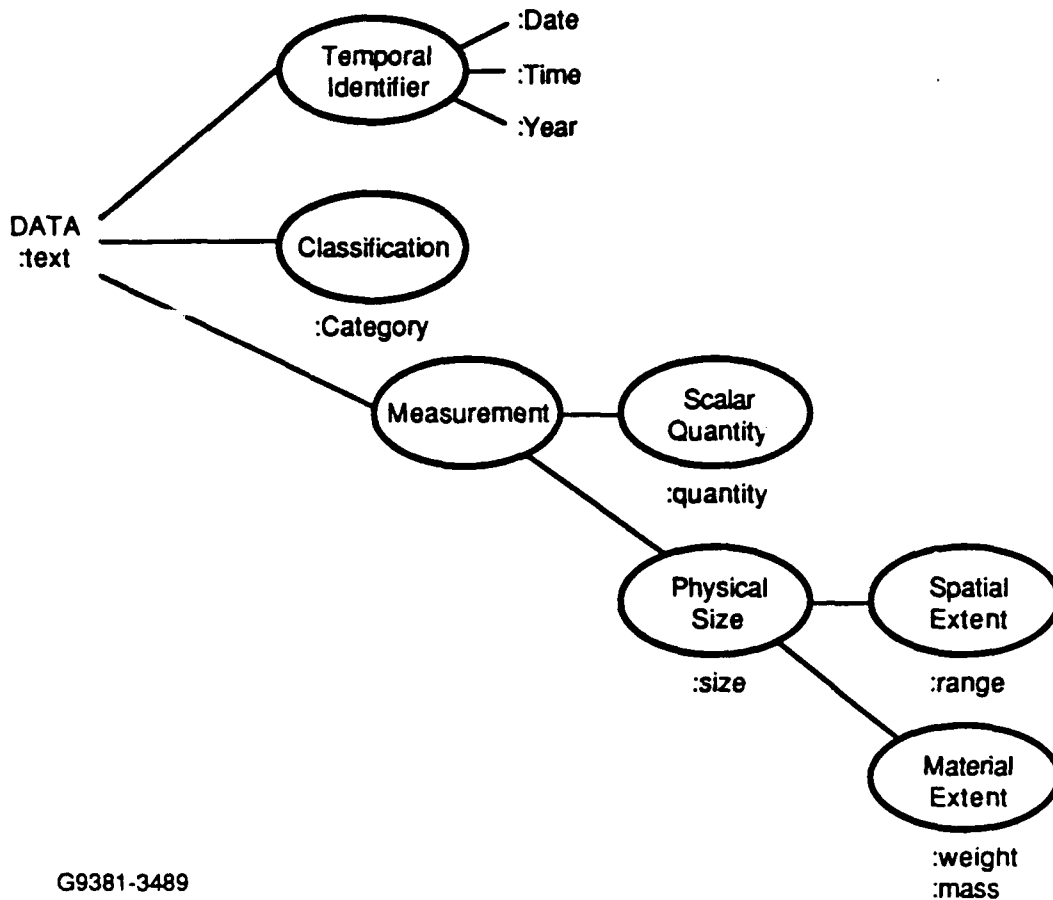 :Date
Temporal
Identifier
:Time
:Year
DATA
:text
Classification
:Category
Measurement
Scalar
Quantity
:quantity
Physical
Size
:size
Spatial
Extent
:range
Material
Extent
:weight
:mass
G9381-3489